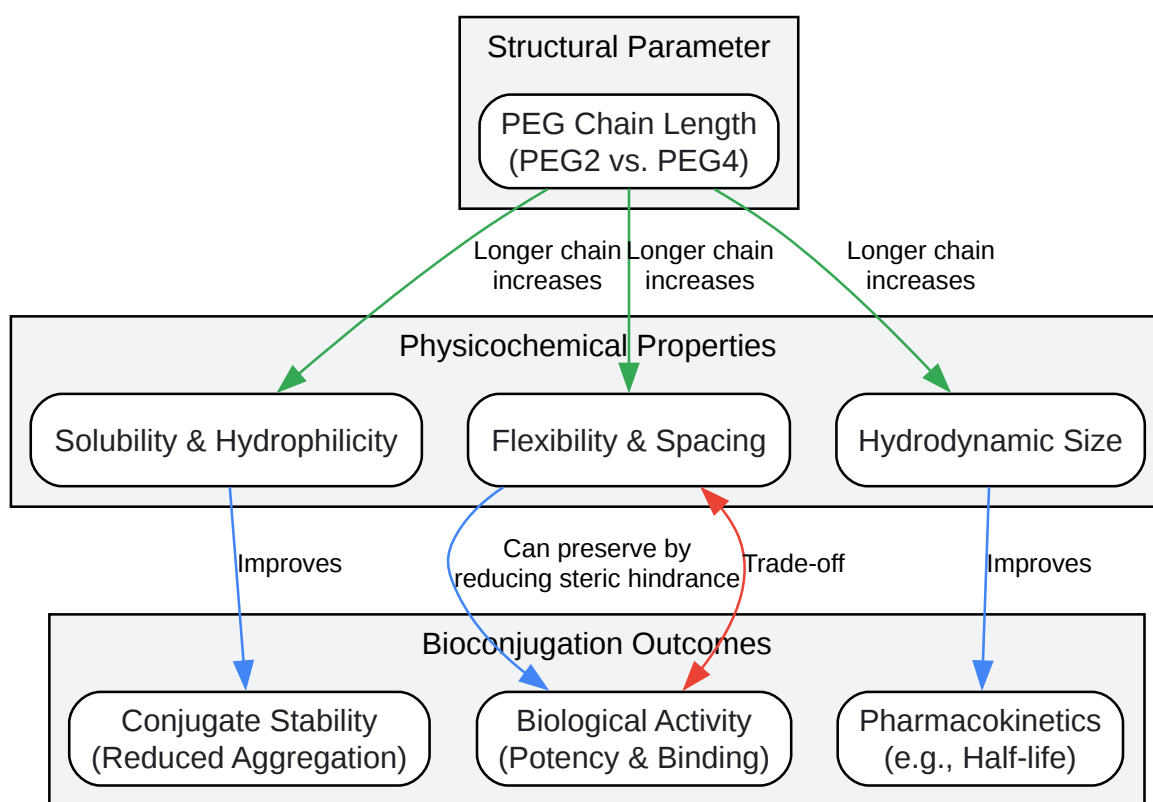 Structural Parameter
PEG Chain Length
(PEG2 vs. PEG4)
Longer chain
increases
Longer chain
increases
Longer chain
increases
Physicochemical Properties
Solubility & Hydrophilicity
Flexibility & Spacing
Hydrodynamic Size
Improves
Can preserve by
reducing steric hindrance
Trade-off
Improves
Bioconjugation Outcomes
Conjugate Stability
(Reduced Aggregation)
Biological Activity
(Potency & Binding)
Pharmacokinetics
(e.g., Half-life)